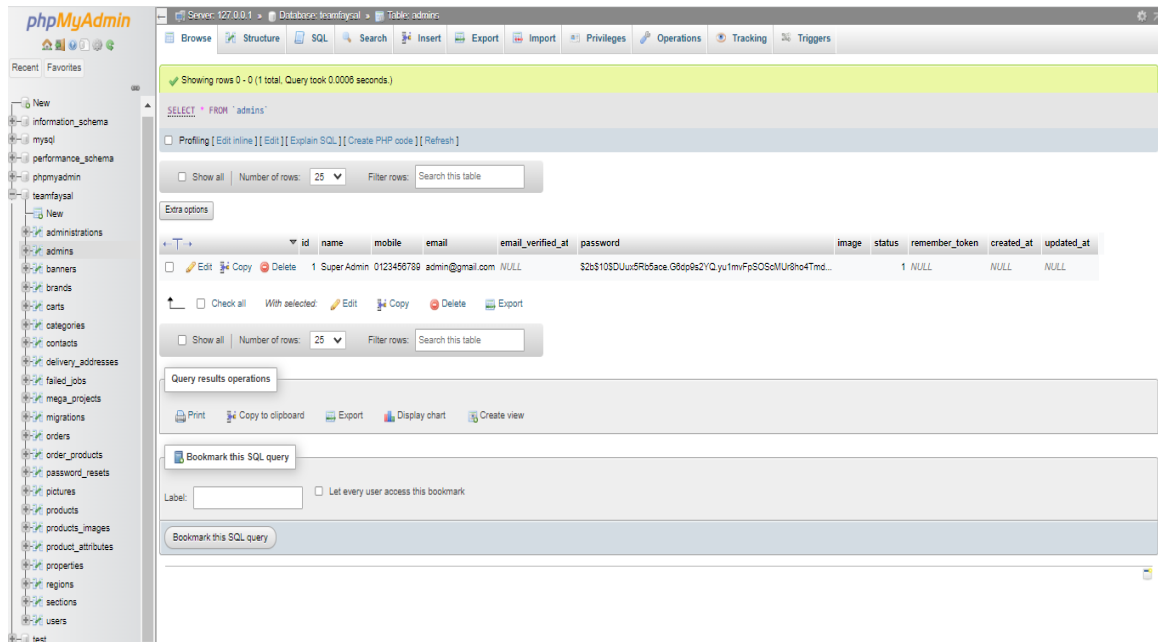 phpMyAdmin
Recent Favorites
New
information_schema
mysql
performance_schema
phpmyadmin
teamfaysal
New
administrations
admins
banners
brands
carts
categories
contacts
delivery_addresses
failed_jobs
mega_projects
migrations
orders
order_products
password_resets
pictures
products
products_images
product_attributes
properties
regions
sections
users
test
Server: 127.0.0.1 » Database: teamfaysal » Table: admins
Browse Structure SQL Search Insert Export Import Privileges Operations Tracking Triggers
Showing rows 0 - 0 (1 total, Query took 0.0006 seconds.)
SELECT * FROM `admins`
Profiling [ Edit inline ] [ Edit ] [ Explain SQL ] [ Create PHP code ] [ Refresh ]
Show all | Number of rows: 25 Filter rows: Search this table
Extra options
←T→ id name mobile email email_verified_at password image status remember_token created_at updated_at
Edit Copy Delete 1 Super Admin 0123456789 admin@gmail.com NULL 1 NULL NULL NULL
Check all With selected: Edit Copy Delete Export
Show all | Number of rows: 25 Filter rows: Search this table
Query results operations
Print Copy to clipboard Export Display chart Create view
Bookmark this SQL query
Label: Let every user access this bookmark
Bookmark this SQL query